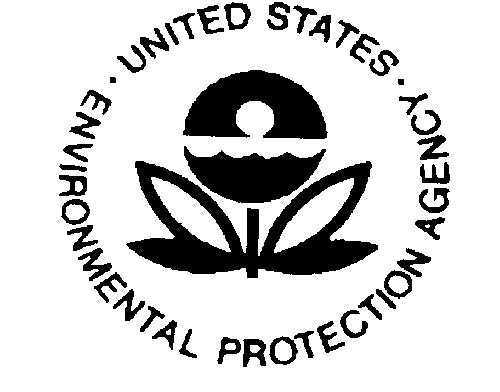 UNITED STATES
ENVIRONMENTAL PROTECTION AGENCY